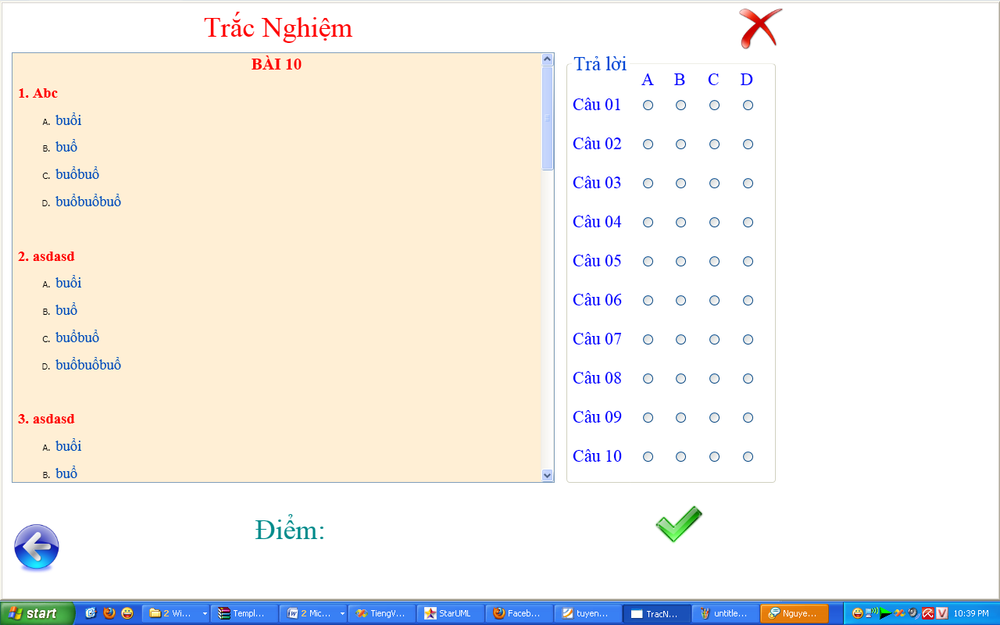 Trắc Nghiệm
BÀI 10
1. Abc
A. buổi
B. buổ
C. buổbuổ
D. buổbuổbuổ
2. asdasd
A. buổi
B. buổ
C. buổbuổ
D. buổbuổbuổ
3. asdasd
A. buổi
B. buổ
Trả lời
A B C D
Câu 01
Câu 02
Câu 03
Câu 04
Câu 05
Câu 06
Câu 07
Câu 08
Câu 09
Câu 10
Điểm:
start 2 Wi... Templ... 2 Mic... TiengV... StarUML Faceb... tuyen... TracN... untitle... Nguye... V 10:39 PM